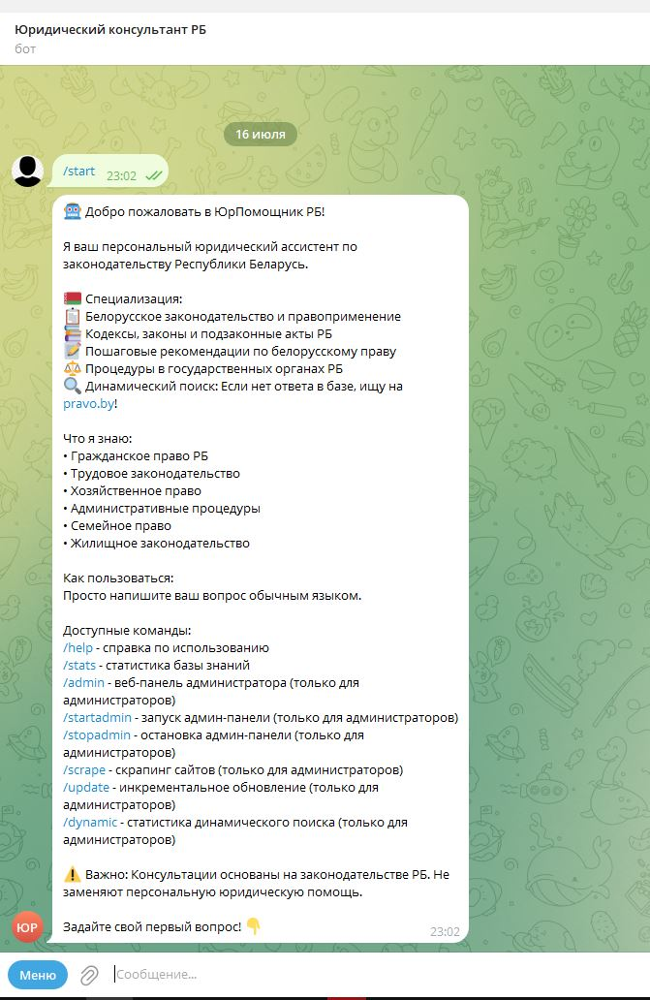 Юридический консультант РБ
бот
16 июля
/start 23:02
Добро пожаловать в ЮрПомощник РБ!
Я ваш персональный юридический ассистент по
законодательству Республики Беларусь.
Специализация:
Белорусское законодательство и правоприменение
Кодексы, законы и подзаконные акты РБ
Пошаговые рекомендации по белорусскому праву
Процедуры в государственных органах РБ
Динамический поиск: Если нет ответа в базе, ищу на
pravo.by!
Что я знаю:
• Гражданское право РБ
• Трудовое законодательство
• Хозяйственное право
• Административные процедуры
• Семейное право
• Жилищное законодательство
Как пользоваться:
Просто напишите ваш вопрос обычным языком.
Доступные команды:
/help - справка по использованию
/stats - статистика базы знаний
/admin - веб-панель администратора (только для
администраторов)
/startadmin - запуск админ-панели (только для администраторов)
/stopadmin - остановка админ-панели (только для
администраторов)
/scrape - скрапинг сайтов (только для администраторов)
/update - инкрементальное обновление (только для
администраторов)
/dynamic - статистика динамического поиска (только для
администраторов)
Важно: Консультации основаны на законодательстве РБ. Не
заменяют персональную юридическую помощь.
Задайте свой первый вопрос!
ЮР
23:02
Меню
Сообщение...